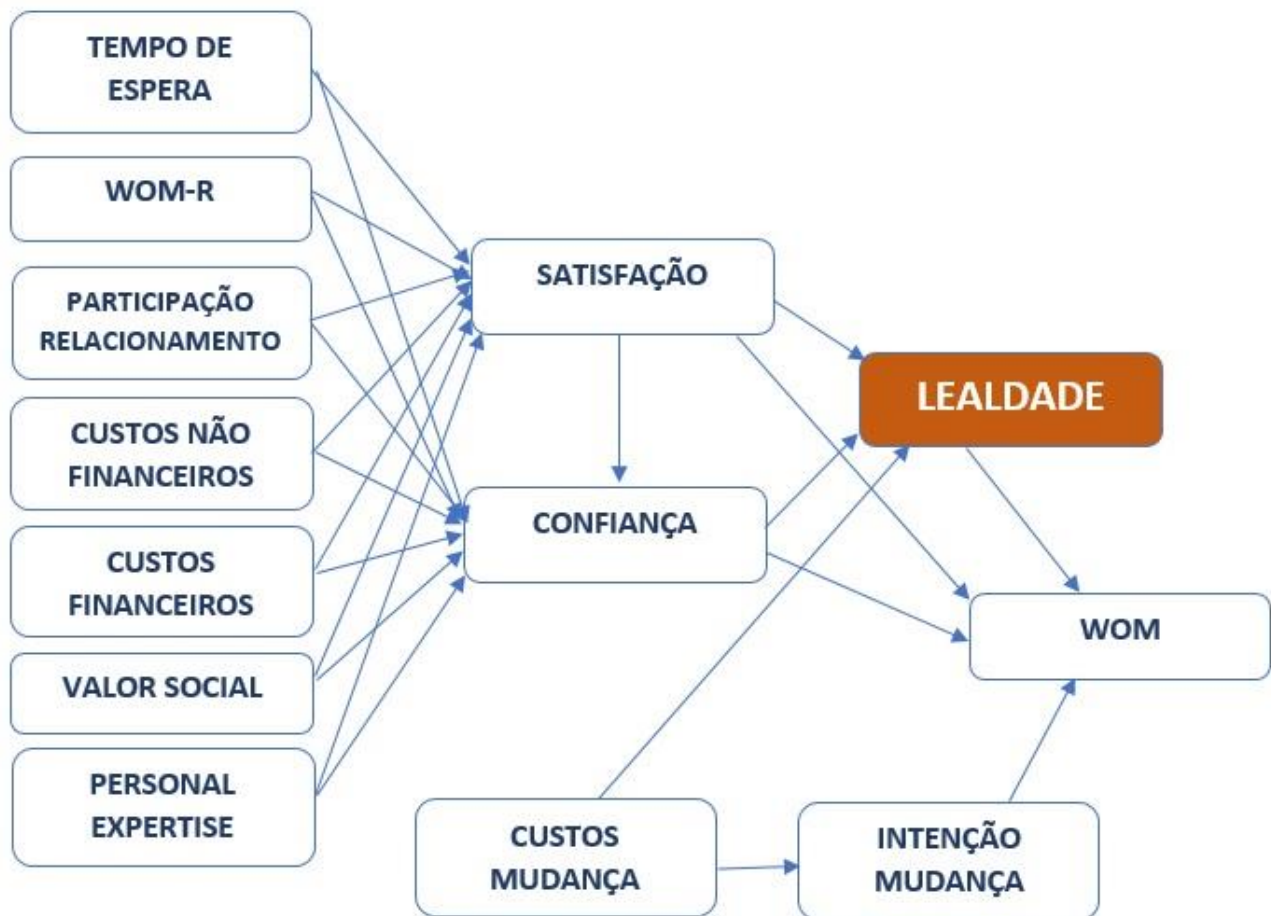 TEMPO DE
ESPERA
WOM-R
PARTICIPAÇÃO
RELACIONAMENTO
CUSTOS NÃO
FINANCEIROS
CUSTOS
FINANCEIROS
VALOR SOCIAL
PERSONAL
EXPERTISE
SATISFAÇÃO
CONFIANÇA
LEALDADE
WOM
CUSTOS
MUDANÇA
INTENÇÃO
MUDANÇA